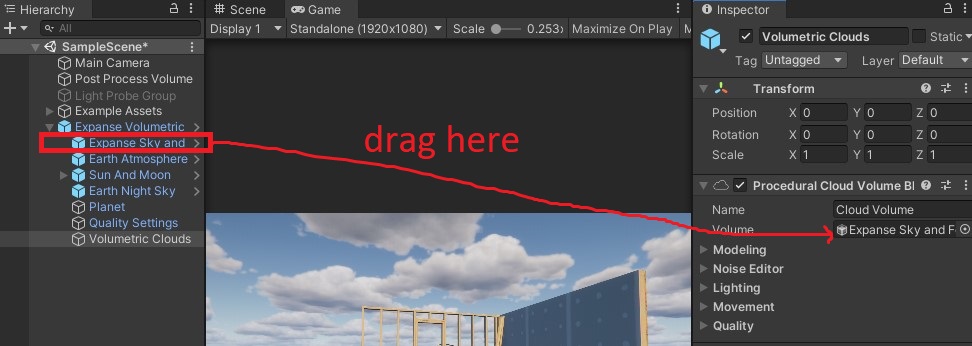 Hierarchy
All
SampleScene*
Main Camera
Post Process Volume
Light Probe Group
Example Assets
Expanse Volumetric
Expanse Sky and
Earth Atmosphere
Sun And Moon
Earth Night Sky
Planet
Quality Settings
Volumetric Clouds
Scene
Game
Display 1
Standalone (1920x1080)
Scale
0.253x
Maximize On Play
M
drag here
Inspector
Volumetric Clouds
Static
Tag
Untagged
Layer
Default
Transform
Position
X 0 Y 0 Z 0
Rotation
X 0 Y 0 Z 0
Scale
X 1 Y 1 Z 1
Procedural Cloud Volume Bl
Name
Cloud Volume
Volume
Expanse Sky and F
Modeling
Noise Editor
Lighting
Movement
Quality